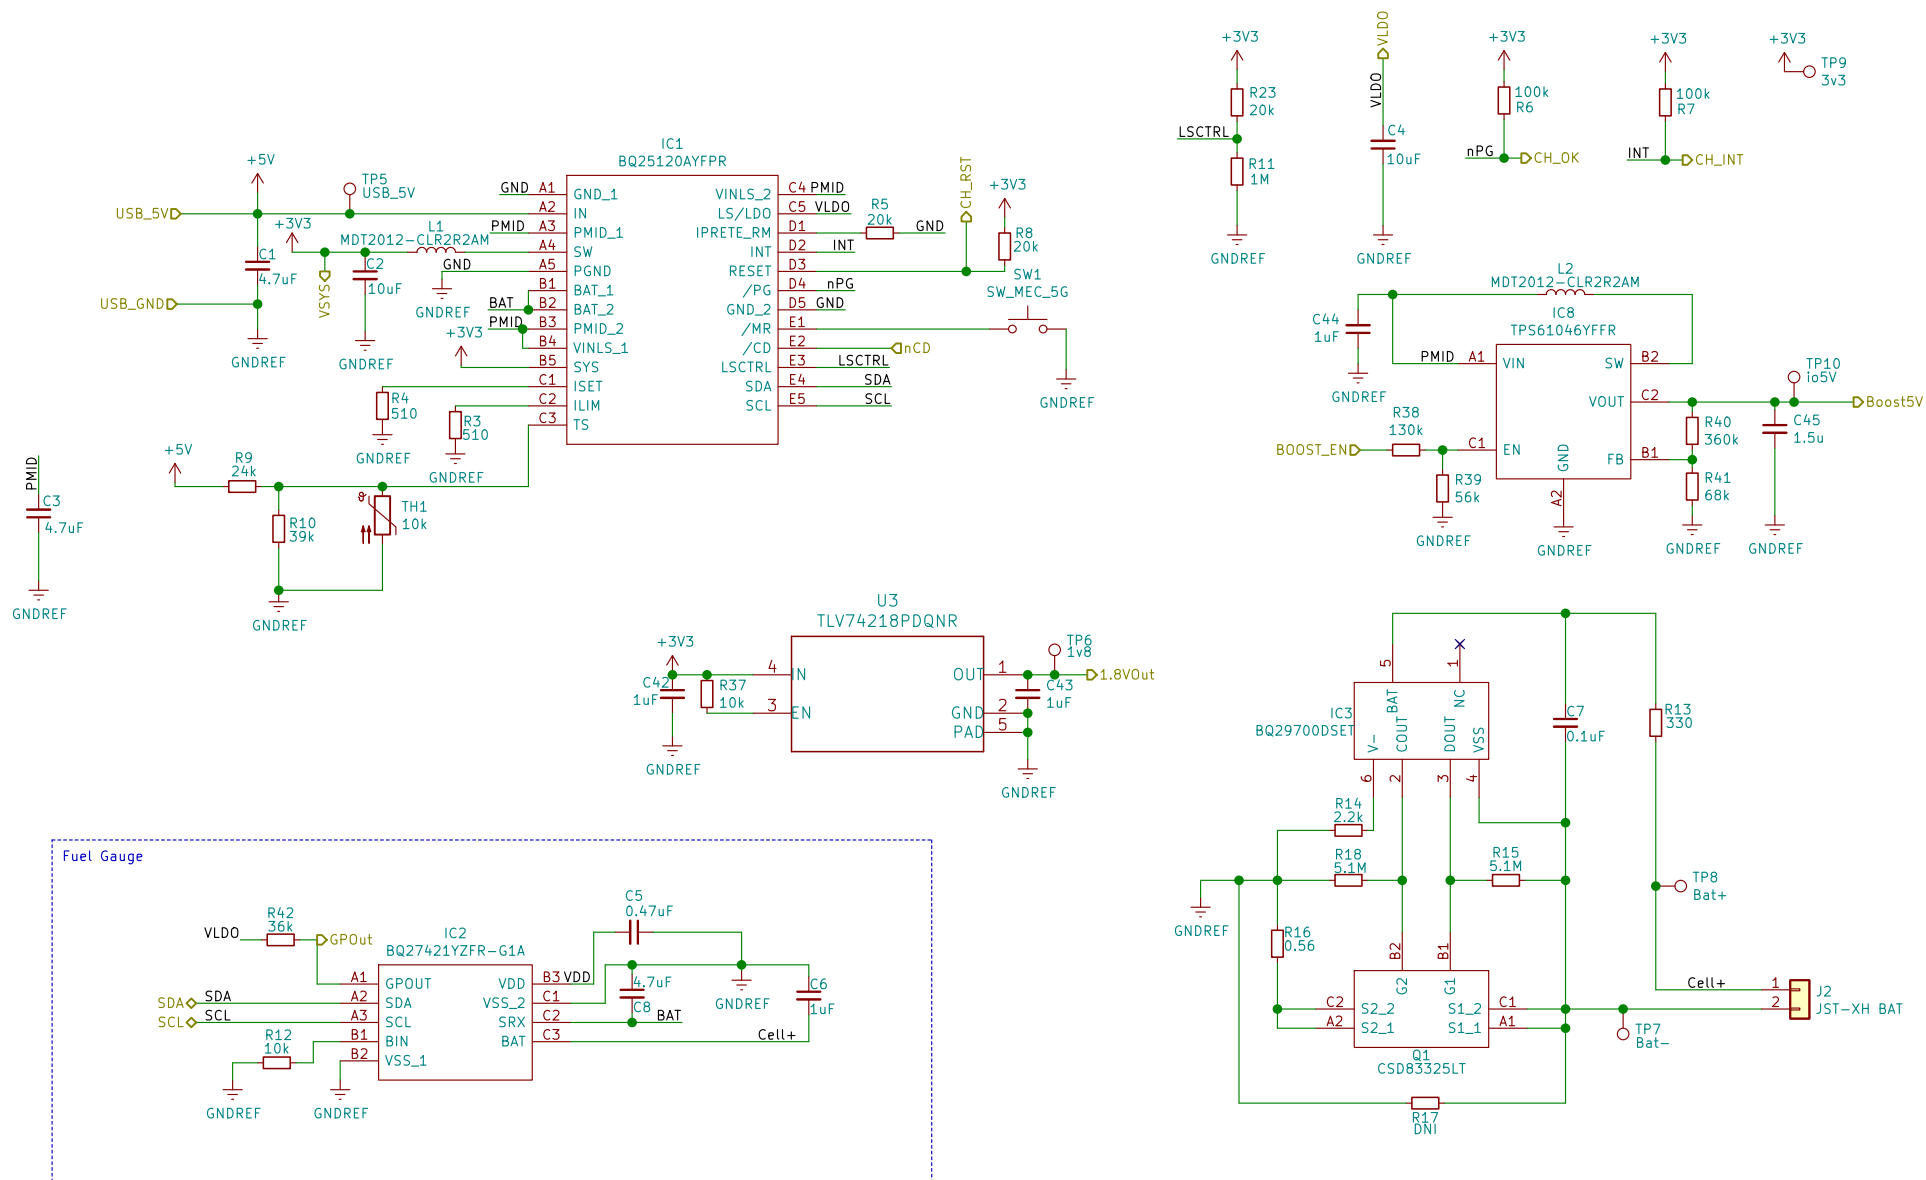 +5V
USB_5V
TP5
USB_5V
+3V3
C1
4.7uF
USB_GND
GNDREF
VSYS
C2
10uF
GNDREF
L1
MDT2012-CLR2R2AM
GND
GNDREF
IC1
BQ25120AYFPR
GND A1 GND_1
A2 IN
PMID A3 PMID_1
A4 SW
A5 PGND
B1 BAT_1
BAT B2 BAT_2
PMID B3 PMID_2
B4 VINLS_1
+3V3
B5 SYS
C1 ISET
C2 ILIM
C3 TS
VINLS_2 C4 PMID
LS/LDO C5 VLDO
IPRETE_RM D1
INT D2 INT
RESET D3
/PG D4 nPG
GND_2 D5 GND
/MR E1
/CD E2 nCD
LSCTRL E3 LSCTRL
SDA E4 SDA
SCL E5 SCL
R5
20k
GND
CH_RST
+3V3
R8
20k
SW1
SW_MEC_5G
GNDREF
R4
510
GNDREF
R3
510
GNDREF
PMID
C3
4.7uF
GNDREF
+5V
R9
24k
R10
39k
GNDREF
TH1
10k
+3V3
R23
20k
LSCTRL
R11
1M
GNDREF
VLDO
VLDO
C4
10uF
GNDREF
+3V3
100k
R6
nPG
CH_OK
+3V3
100k
R7
INT
CH_INT
+3V3
TP9
3v3
L2
MDT2012-CLR2R2AM
IC8
TPS61046YFFR
C44
1uF
GNDREF
PMID A1 VIN
SW B2
VOUT C2
C1 EN
FB B1
GND
A2
GNDREF
BOOST_EN
R38
130k
R39
56k
GNDREF
TP10
io5V
Boost5V
R40
360k
R41
68k
GNDREF
C45
1.5u
GNDREF
U3
TLV74218PDQNR
+3V3
C42
1uF
GNDREF
R37
10k
4 IN
3 EN
OUT 1
GND 2
PAD 5
TP6
1v8
1.8VOut
C43
1uF
GNDREF
5
1
BAT
NC
IC3
BQ29700DSET
V-
COUT
DOUT
VSS
6
2
3
4
C7
0.1uF
R13
330
R14
2.2k
R18
5.1M
R15
5.1M
GNDREF
R16
0.56
B2
B1
G2
G1
C2 S2_2
A2 S2_1
S1_2 C1
S1_1 A1
Q1
CSD83325LT
R17
DNI
TP8
Bat+
Cell+
1
2
J2
JST-XH BAT
TP7
Bat-
Fuel Gauge
VLDO
R42
36k
GPOut
IC2
BQ27421YZFR-G1A
A1 GPOUT
SDA SDA A2 SDA
SCL SCL A3 SCL
B1 BIN
B2 VSS_1
VDD B3 VDD
VSS_2 C1
SRX C2 BAT
BAT C3 Cell+
R12
10k
GNDREF
GNDREF
C5
0.47uF
4.7uF
C8
GNDREF
C6
1uF